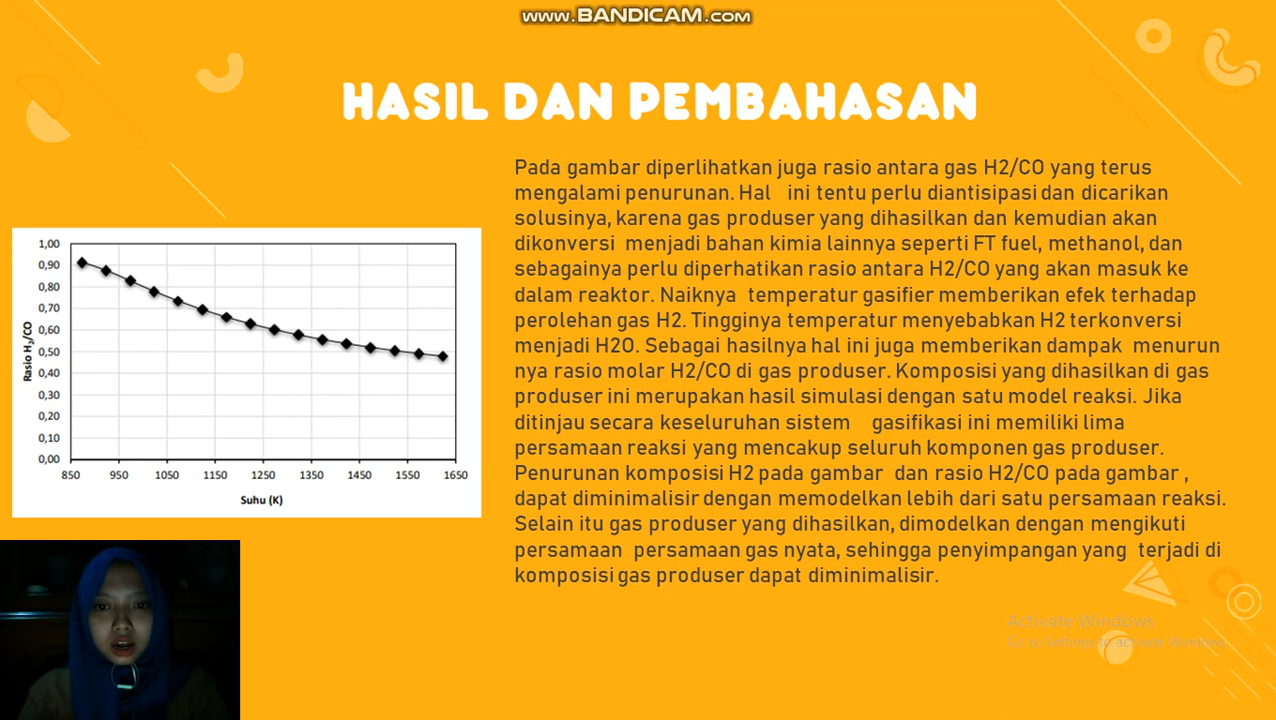 WWW.BANDICAM.COM
HASIL DAN PEMBAHASAN
Pada gambar diperlihatkan juga rasio antara gas H2/CO yang terus
mengalami penurunan. Hal ini tentu perlu diantisipasi dan dicarikan
solusinya, karena gas produser yang dihasilkan dan kemudian akan
dikonversi menjadi bahan kimia lainnya seperti FT fuel, methanol, dan
sebagainya perlu diperhatikan rasio antara H2/CO yang akan masuk ke
dalam reaktor. Naiknya temperatur gasifier memberikan efek terhadap
perolehan gas H2. Tingginya temperatur menyebabkan H2 terkonversi
menjadi H2O. Sebagai hasilnya hal ini juga memberikan dampak menurun
nya rasio molar H2/CO di gas produser. Komposisi yang dihasilkan di gas
produser ini merupakan hasil simulasi dengan satu model reaksi. Jika
ditinjau secara keseluruhan sistem gasifikasi ini memiliki lima
persamaan reaksi yang mencakup seluruh komponen gas produser.
Penurunan komposisi H2 pada gambar dan rasio H2/CO pada gambar ,
dapat diminimalisir dengan memodelkan lebih dari satu persamaan reaksi.
Selain itu gas produser yang dihasilkan, dimodelkan dengan mengikuti
persamaan persamaan gas nyata, sehingga penyimpangan yang terjadi di
komposisi gas produser dapat diminimalisir.
Rasio H₂/CO
1,00
0,90
0,80
0,70
0,60
0,50
0,40
0,30
0,20
0,10
0,00
850 950 1050 1150 1250 1350 1450 1550 1650
Suhu (K)
Activate Windows
Go to Settings to activate Windows.